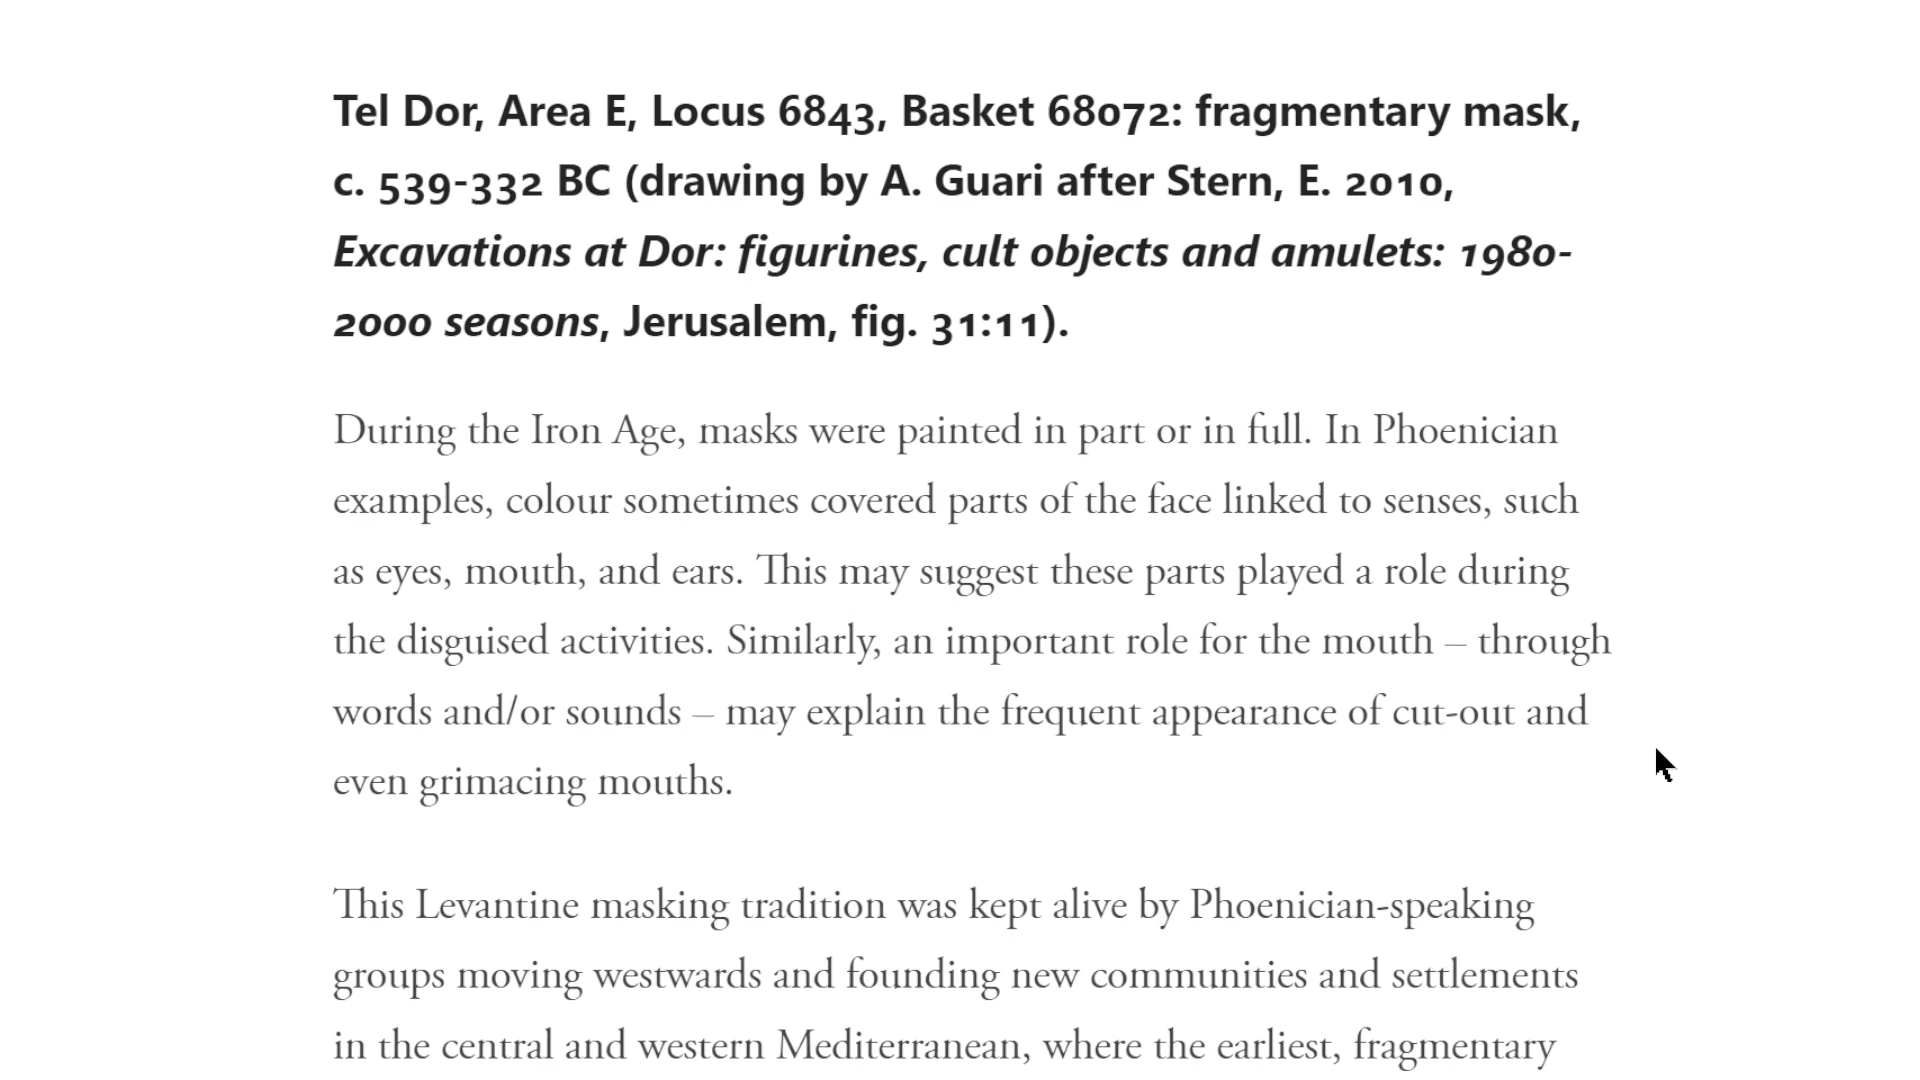 Tel Dor, Area E, Locus 6843, Basket 68072: fragmentary mask,
c. 539-332 BC (drawing by A. Guari after Stern, E. 2010,
Excavations at Dor: figurines, cult objects and amulets: 1980-
2000 seasons, Jerusalem, fig. 31:11).
During the Iron Age, masks were painted in part or in full. In Phoenician
examples, colour sometimes covered parts of the face linked to senses, such
as eyes, mouth, and ears. This may suggest these parts played a role during
the disguised activities. Similarly, an important role for the mouth – through
words and/or sounds – may explain the frequent appearance of cut-out and
even grimacing mouths.
This Levantine masking tradition was kept alive by Phoenician-speaking
groups moving westwards and founding new communities and settlements
in the central and western Mediterranean, where the earliest, fragmentary